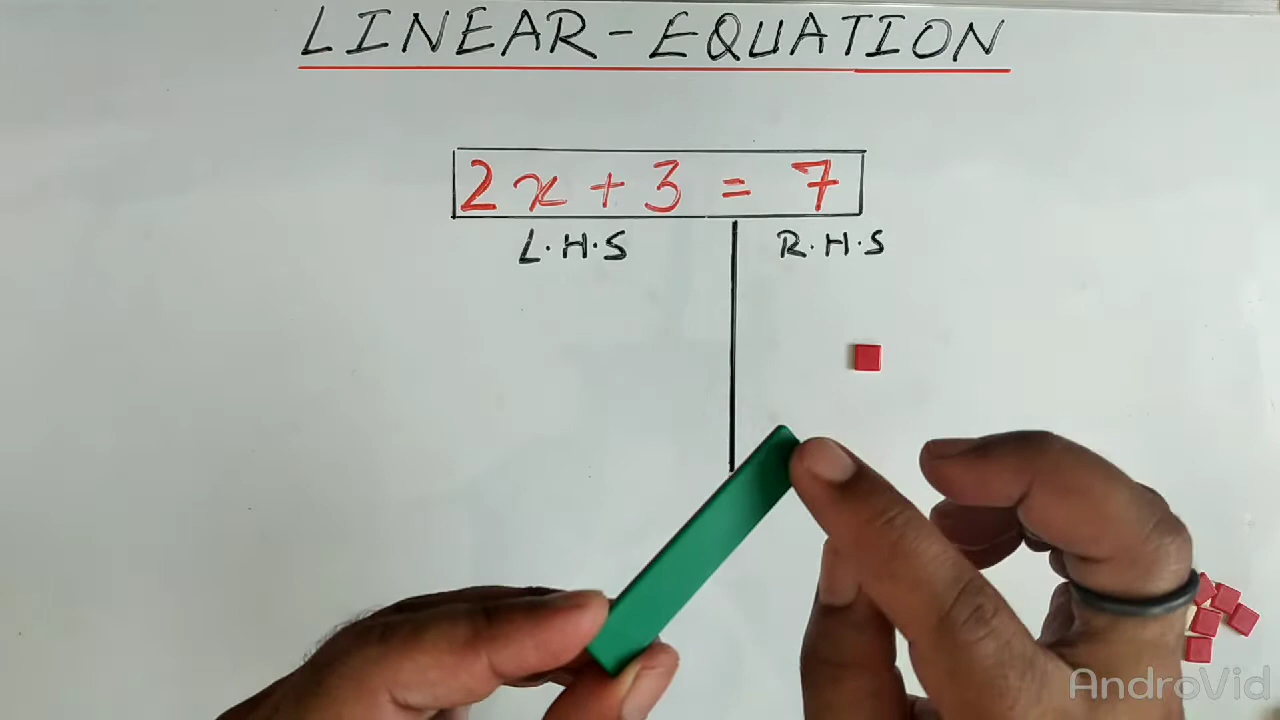 LINEAR-EQUATION
2x + 3 = 7
L.H.S R.H.S
AndroVid